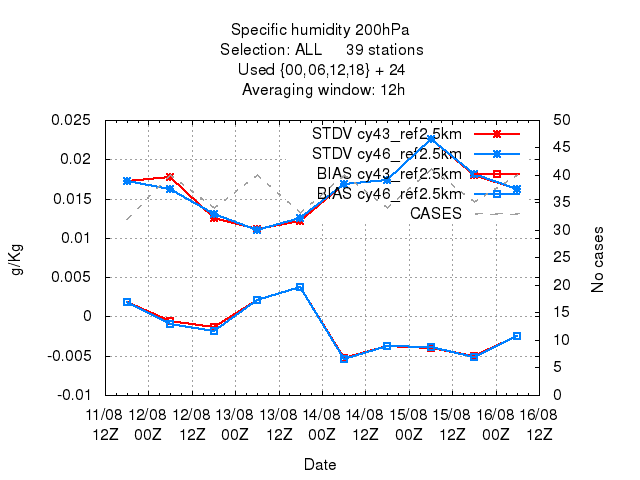 Specific humidity 200hPa
Selection: ALL 39 stations
Used {00,06,12,18} + 24
Averaging window: 12h
0.025
0.02
0.015
0.01
0.005
0
-0.005
-0.01
g/Kg
50
45
40
35
30
25
20
15
10
5
0
No cases
STDV cy43_ref2.5km
STDV cy46_ref2.5km
BIAS cy43_ref2.5km
BIAS cy46_ref2.5km
CASES
11/08 12/08 12/08 13/08 13/08 14/08 14/08 15/08 15/08 16/08 16/08
12Z 00Z 12Z 00Z 12Z 00Z 12Z 00Z 12Z 00Z 12Z
Date